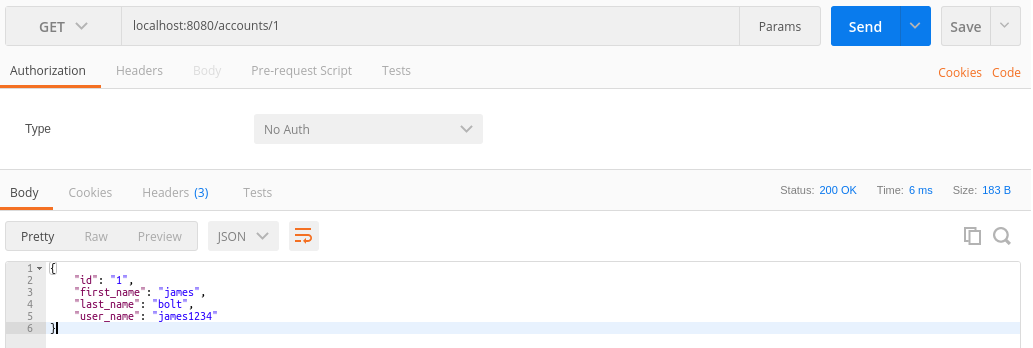 GET localhost:8080/accounts/1 Params Send Save
Authorization Headers Body Pre-request Script Tests Cookies Code
Type No Auth
Body Cookies Headers (3) Tests Status: 200 OK Time: 6 ms Size: 183 B
Pretty Raw Preview JSON
1 {
2 "id": "1",
3 "first_name": "james",
4 "last_name": "bolt",
5 "user_name": "james1234"
6 }